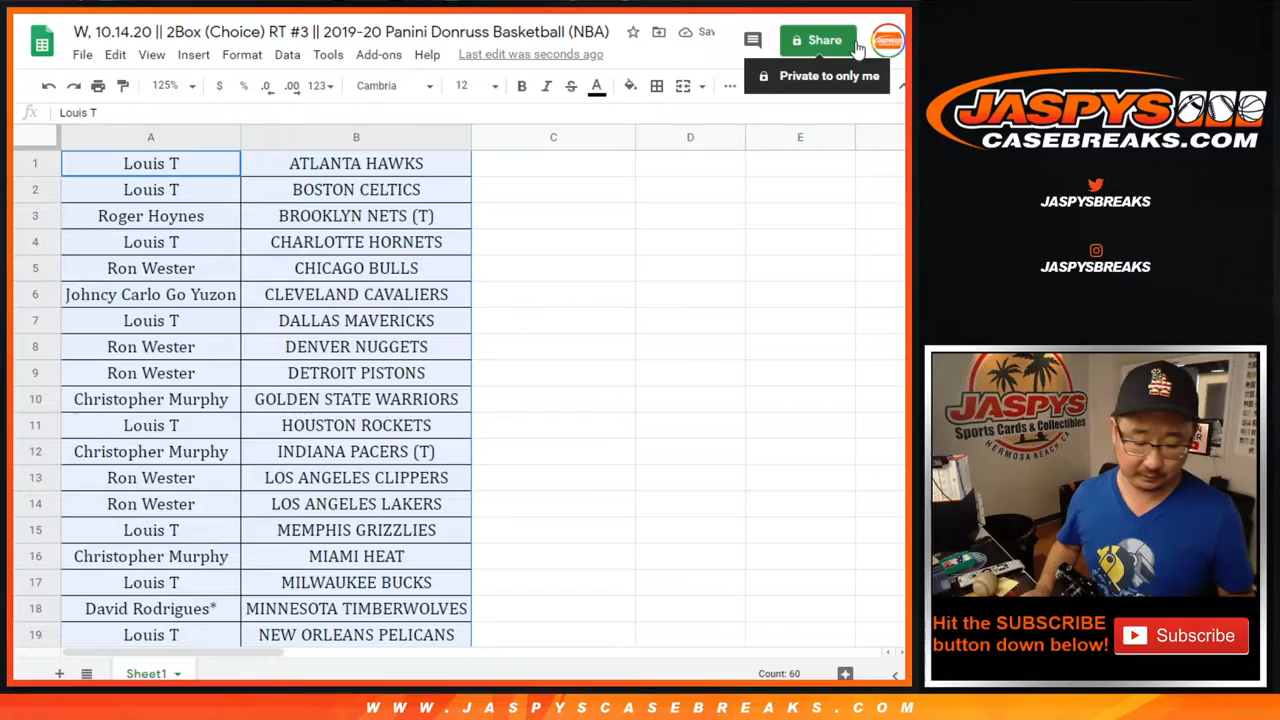 W, 10.14.20 || 2Box (Choice) RT #3 || 2019-20 Panini Donruss Basketball (NBA)
Sav
Share
File Edit View Insert Format Data Tools Add-ons Help Last edit was seconds ago
Private to only me
125% $ % .0 .00 123 Cambria 12 B I S A
fx Louis T
A B C D E
1 Louis T ATLANTA HAWKS
2 Louis T BOSTON CELTICS
3 Roger Hoynes BROOKLYN NETS (T)
4 Louis T CHARLOTTE HORNETS
5 Ron Wester CHICAGO BULLS
6 Johncy Carlo Go Yuzon CLEVELAND CAVALIERS
7 Louis T DALLAS MAVERICKS
8 Ron Wester DENVER NUGGETS
9 Ron Wester DETROIT PISTONS
10 Christopher Murphy GOLDEN STATE WARRIORS
11 Louis T HOUSTON ROCKETS
12 Christopher Murphy INDIANA PACERS (T)
13 Ron Wester LOS ANGELES CLIPPERS
14 Ron Wester LOS ANGELES LAKERS
15 Louis T MEMPHIS GRIZZLIES
16 Christopher Murphy MIAMI HEAT
17 Louis T MILWAUKEE BUCKS
18 David Rodrigues* MINNESOTA TIMBERWOLVES
19 Louis T NEW ORLEANS PELICANS
Sheet1
Count: 60
JASPYS
CASEBREAKS.COM
JASPYSBREAKS
JASPYSBREAKS
JASPYS
Sports Cards & Collectibles
HERMOSA BEACH, CA
Hit the SUBSCRIBE
button down below!
Subscribe
WWW.JASPYSCASEBREAKS.COM